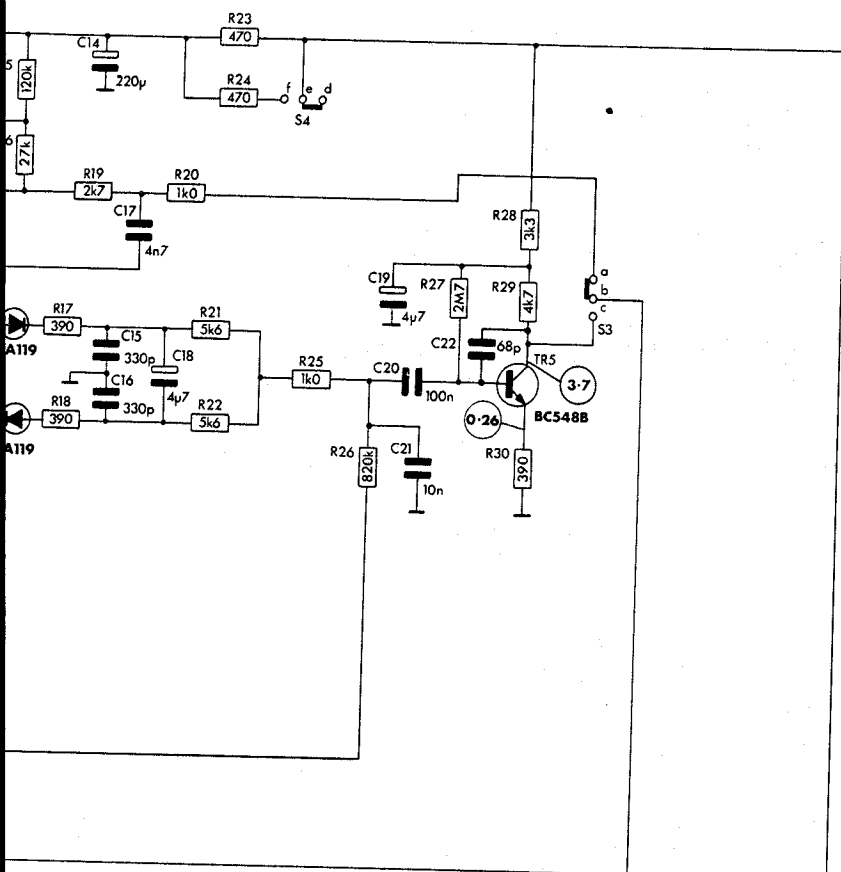 R23
470
C14
220µ
R24
470
f
e
d
S4
5
120k
6
27k
R19
2k7
R20
1k0
C17
4n7
R28
3k3
C19
4µ7
R27
2M7
R29
4k7
a
b
c
S3
R17
390
A119
C15
330p
C18
4µ7
C16
330p
R18
390
A119
R21
5k6
R22
5k6
R25
1k0
C20
100n
C22
68p
TR5
BC548B
3·7
0·26
R26
820k
C21
10n
R30
390